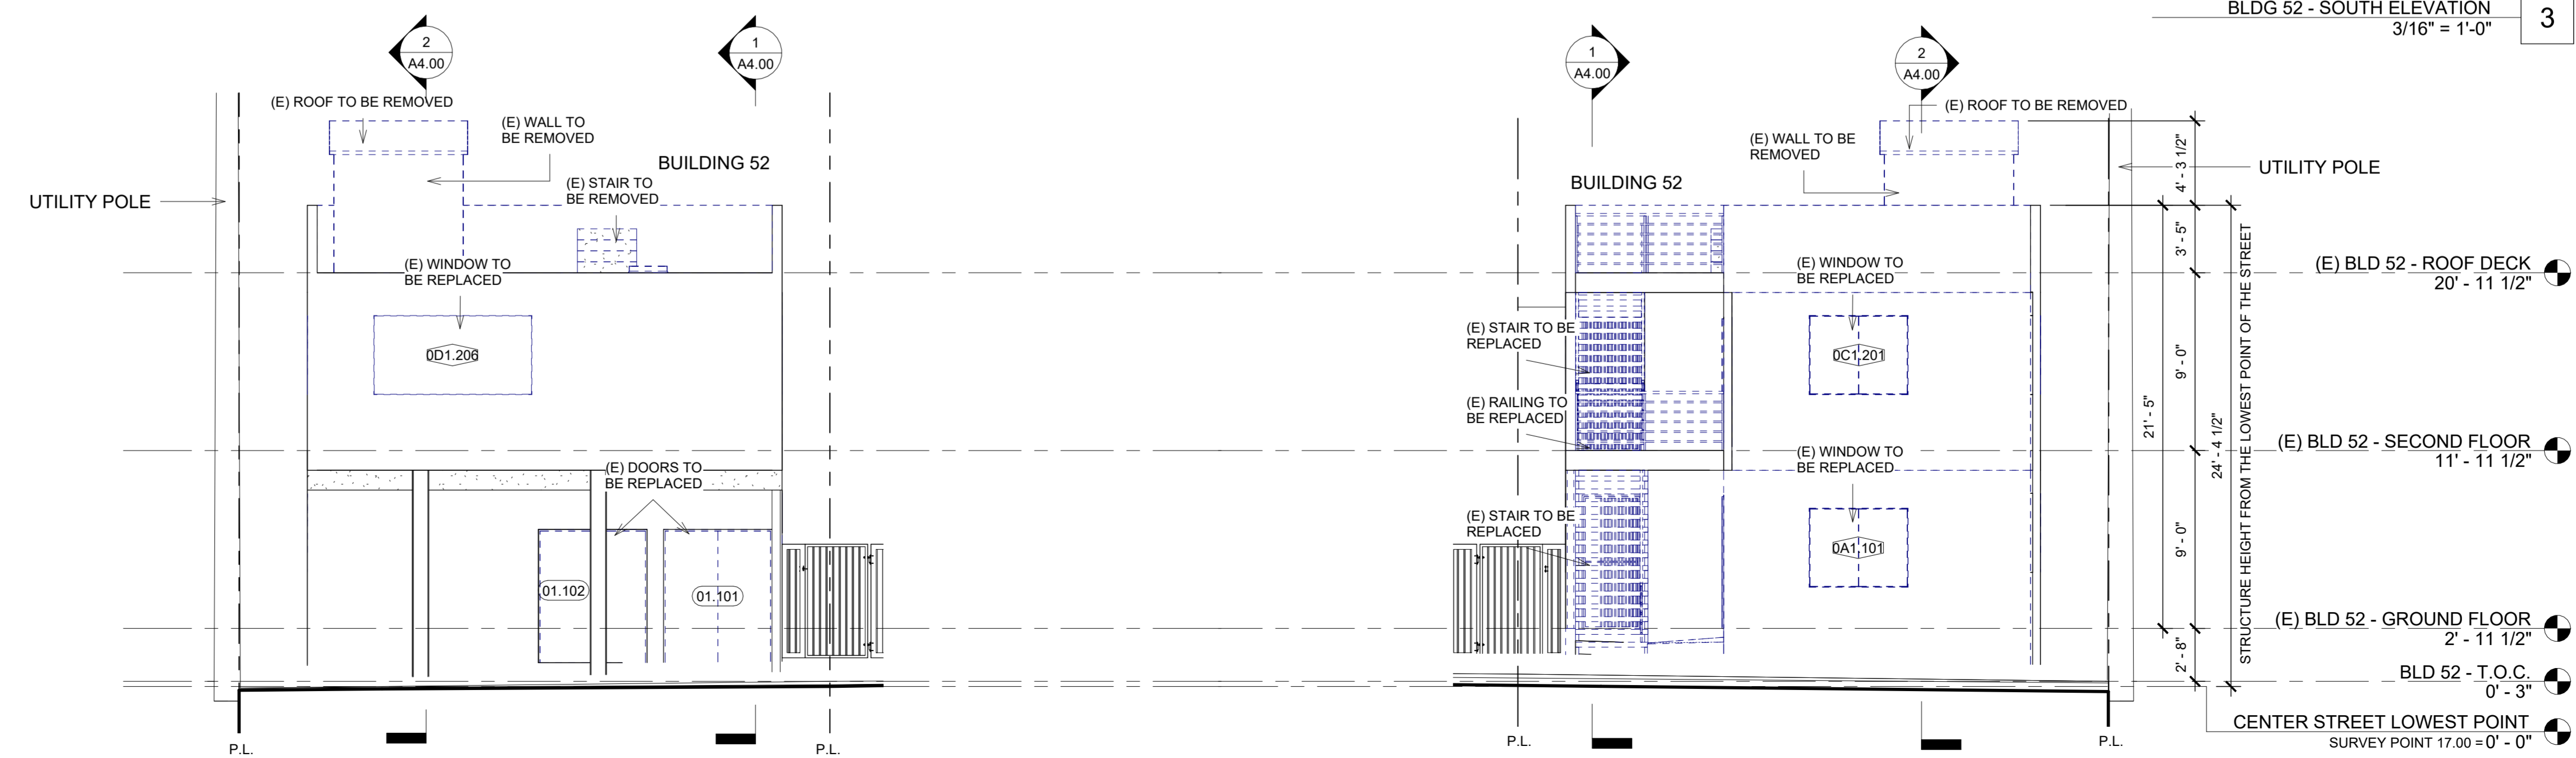 BLDG 52 - SOUTH ELEVATION
3/16" = 1'-0"
3
2
A4.00
1
A4.00
(E) ROOF TO BE REMOVED
(E) WALL TO
BE REMOVED
BUILDING 52
(E) STAIR TO
BE REMOVED
UTILITY POLE
(E) WINDOW TO
BE REPLACED
0D1.206
(E) DOORS TO
BE REPLACED
01.102
01.101
P.L.
P.L.
1
A4.00
2
A4.00
(E) ROOF TO BE REMOVED
(E) WALL TO BE
REMOVED
BUILDING 52
UTILITY POLE
(E) WINDOW TO
BE REPLACED
(E) STAIR TO BE
REPLACED
0C1.201
(E) RAILING TO
BE REPLACED
(E) WINDOW TO
BE REPLACED
(E) STAIR TO BE
REPLACED
0A1.101
P.L.
P.L.
4' - 3 1/2"
3' - 5"
9' - 0"
9' - 0"
2' - 8"
21' - 5"
24' - 4 1/2"
STRUCTURE HEIGHT FROM THE LOWEST POINT OF THE STREET
(E) BLD 52 - ROOF DECK
20' - 11 1/2"
(E) BLD 52 - SECOND FLOOR
11' - 11 1/2"
(E) BLD 52 - GROUND FLOOR
2' - 11 1/2"
BLD 52 - T.O.C.
0' - 3"
CENTER STREET LOWEST POINT
SURVEY POINT 17.00 = 0' - 0"